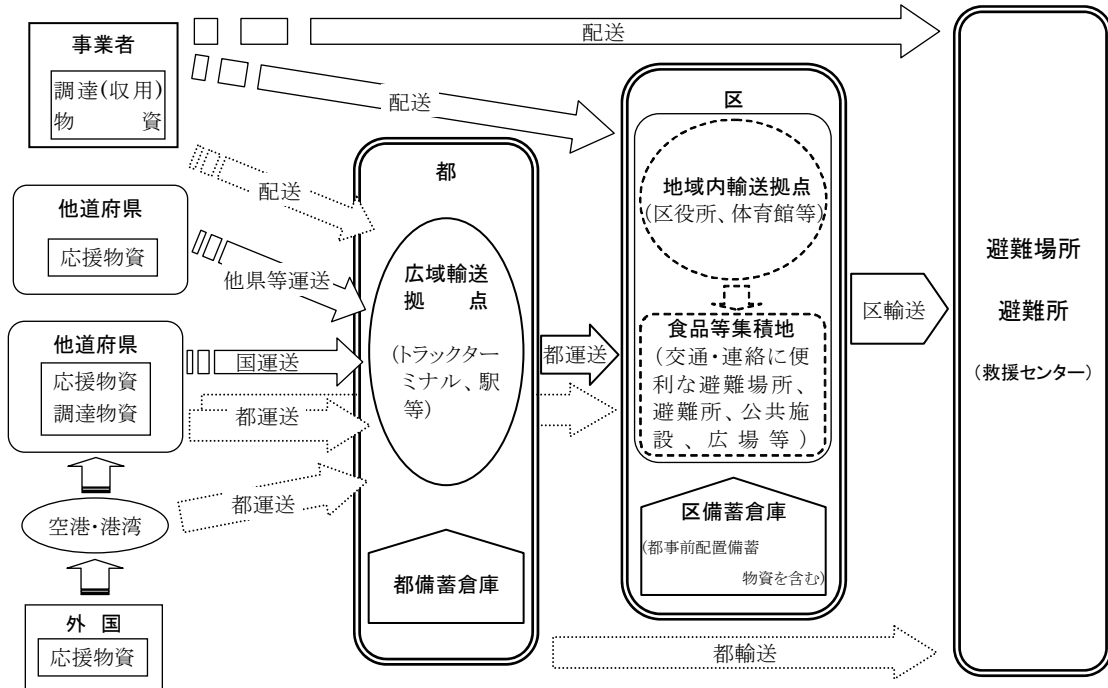 事業者
調達(収用)
物資
他道府県
応援物資
他道府県
応援物資
調達物資
空港・港湾
外国
応援物資
配送
配送
配送
他県等運送
国運送
都運送
都運送
都
広域輸送
拠点
(トラックター
ミナル、駅
等)
都備蓄倉庫
都運送
区
地域内輸送拠点
(区役所、体育館等)
食品等集積地
(交通・連絡に便
利な避難場所、
避難所、公共施
設、広場等)
区備蓄倉庫
(都事前配置備蓄
物資を含む)
区輸送
都輸送
避難場所
避難所
(救援センター)